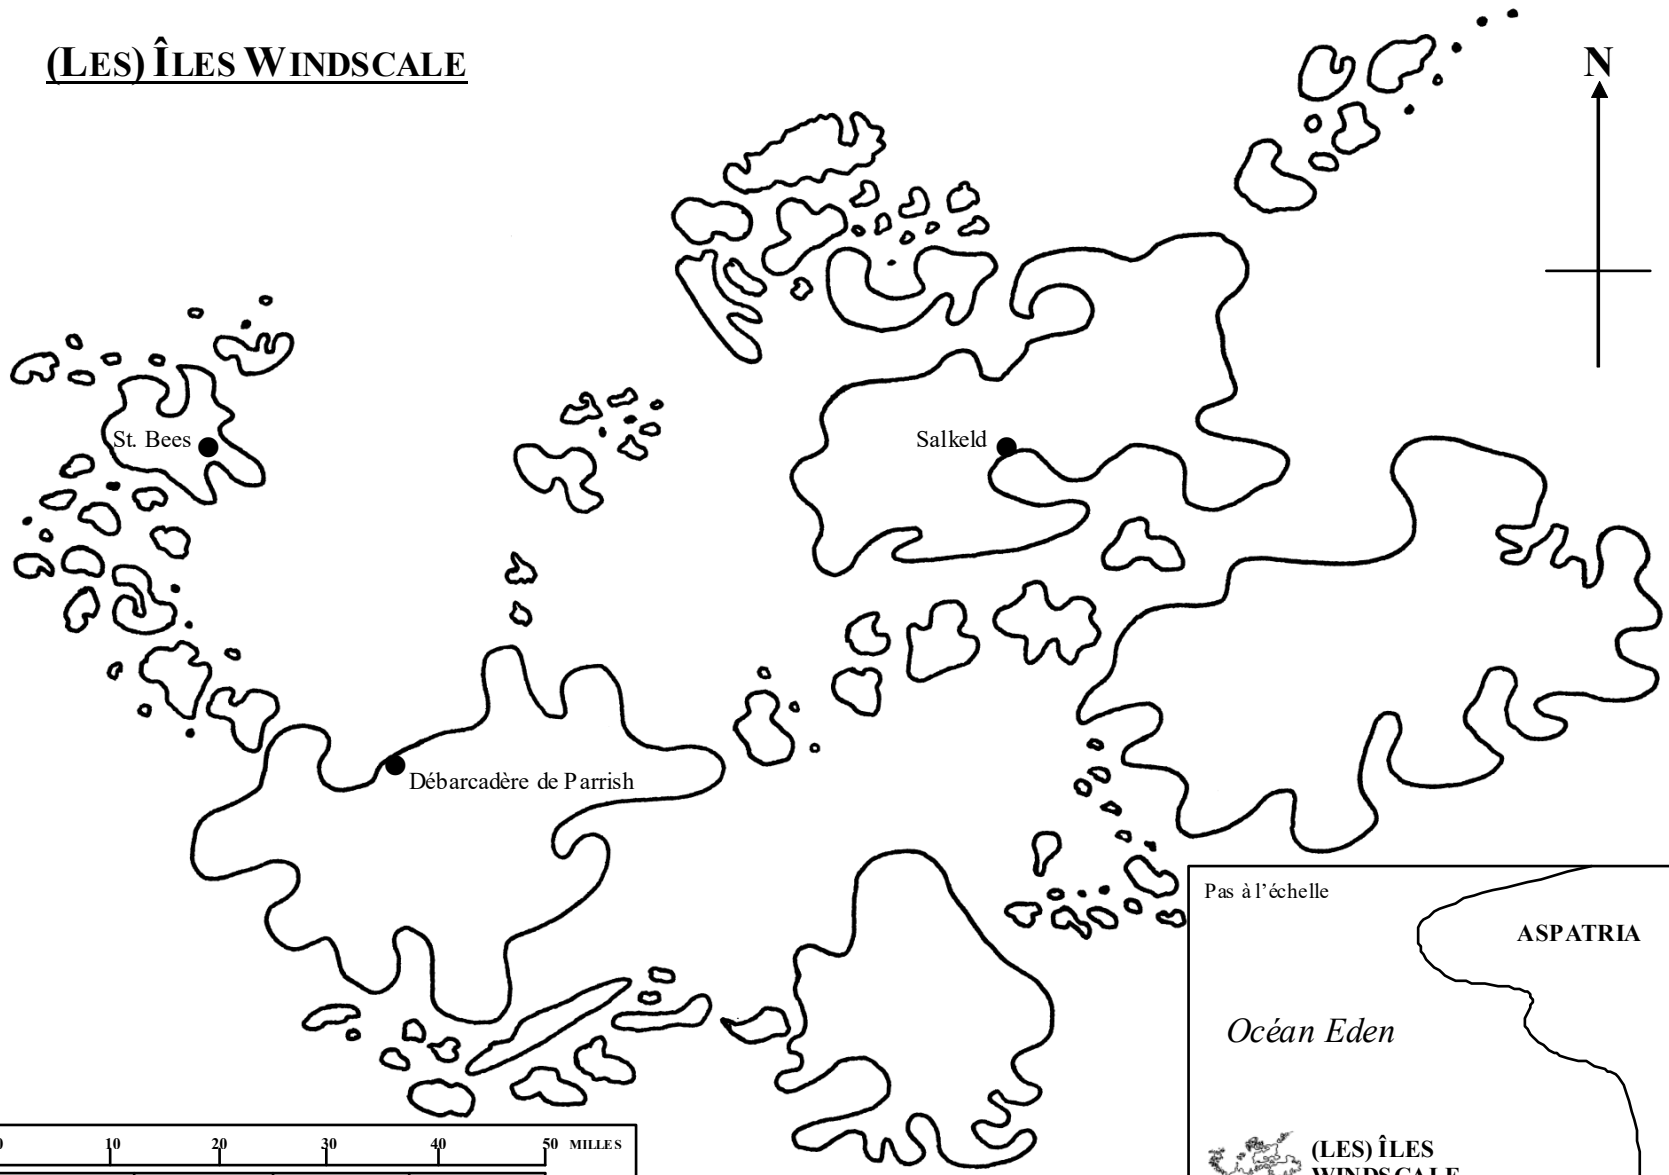 (LES) ÎLES WINDSCALE
N
St. Bees
Salkeld
Débarcadère de Parrish
Pas à l'échelle
ASPATRIA
Océan Eden
(LES) ÎLES
WINDSCALE
0 10 20 30 40 50 MILLES